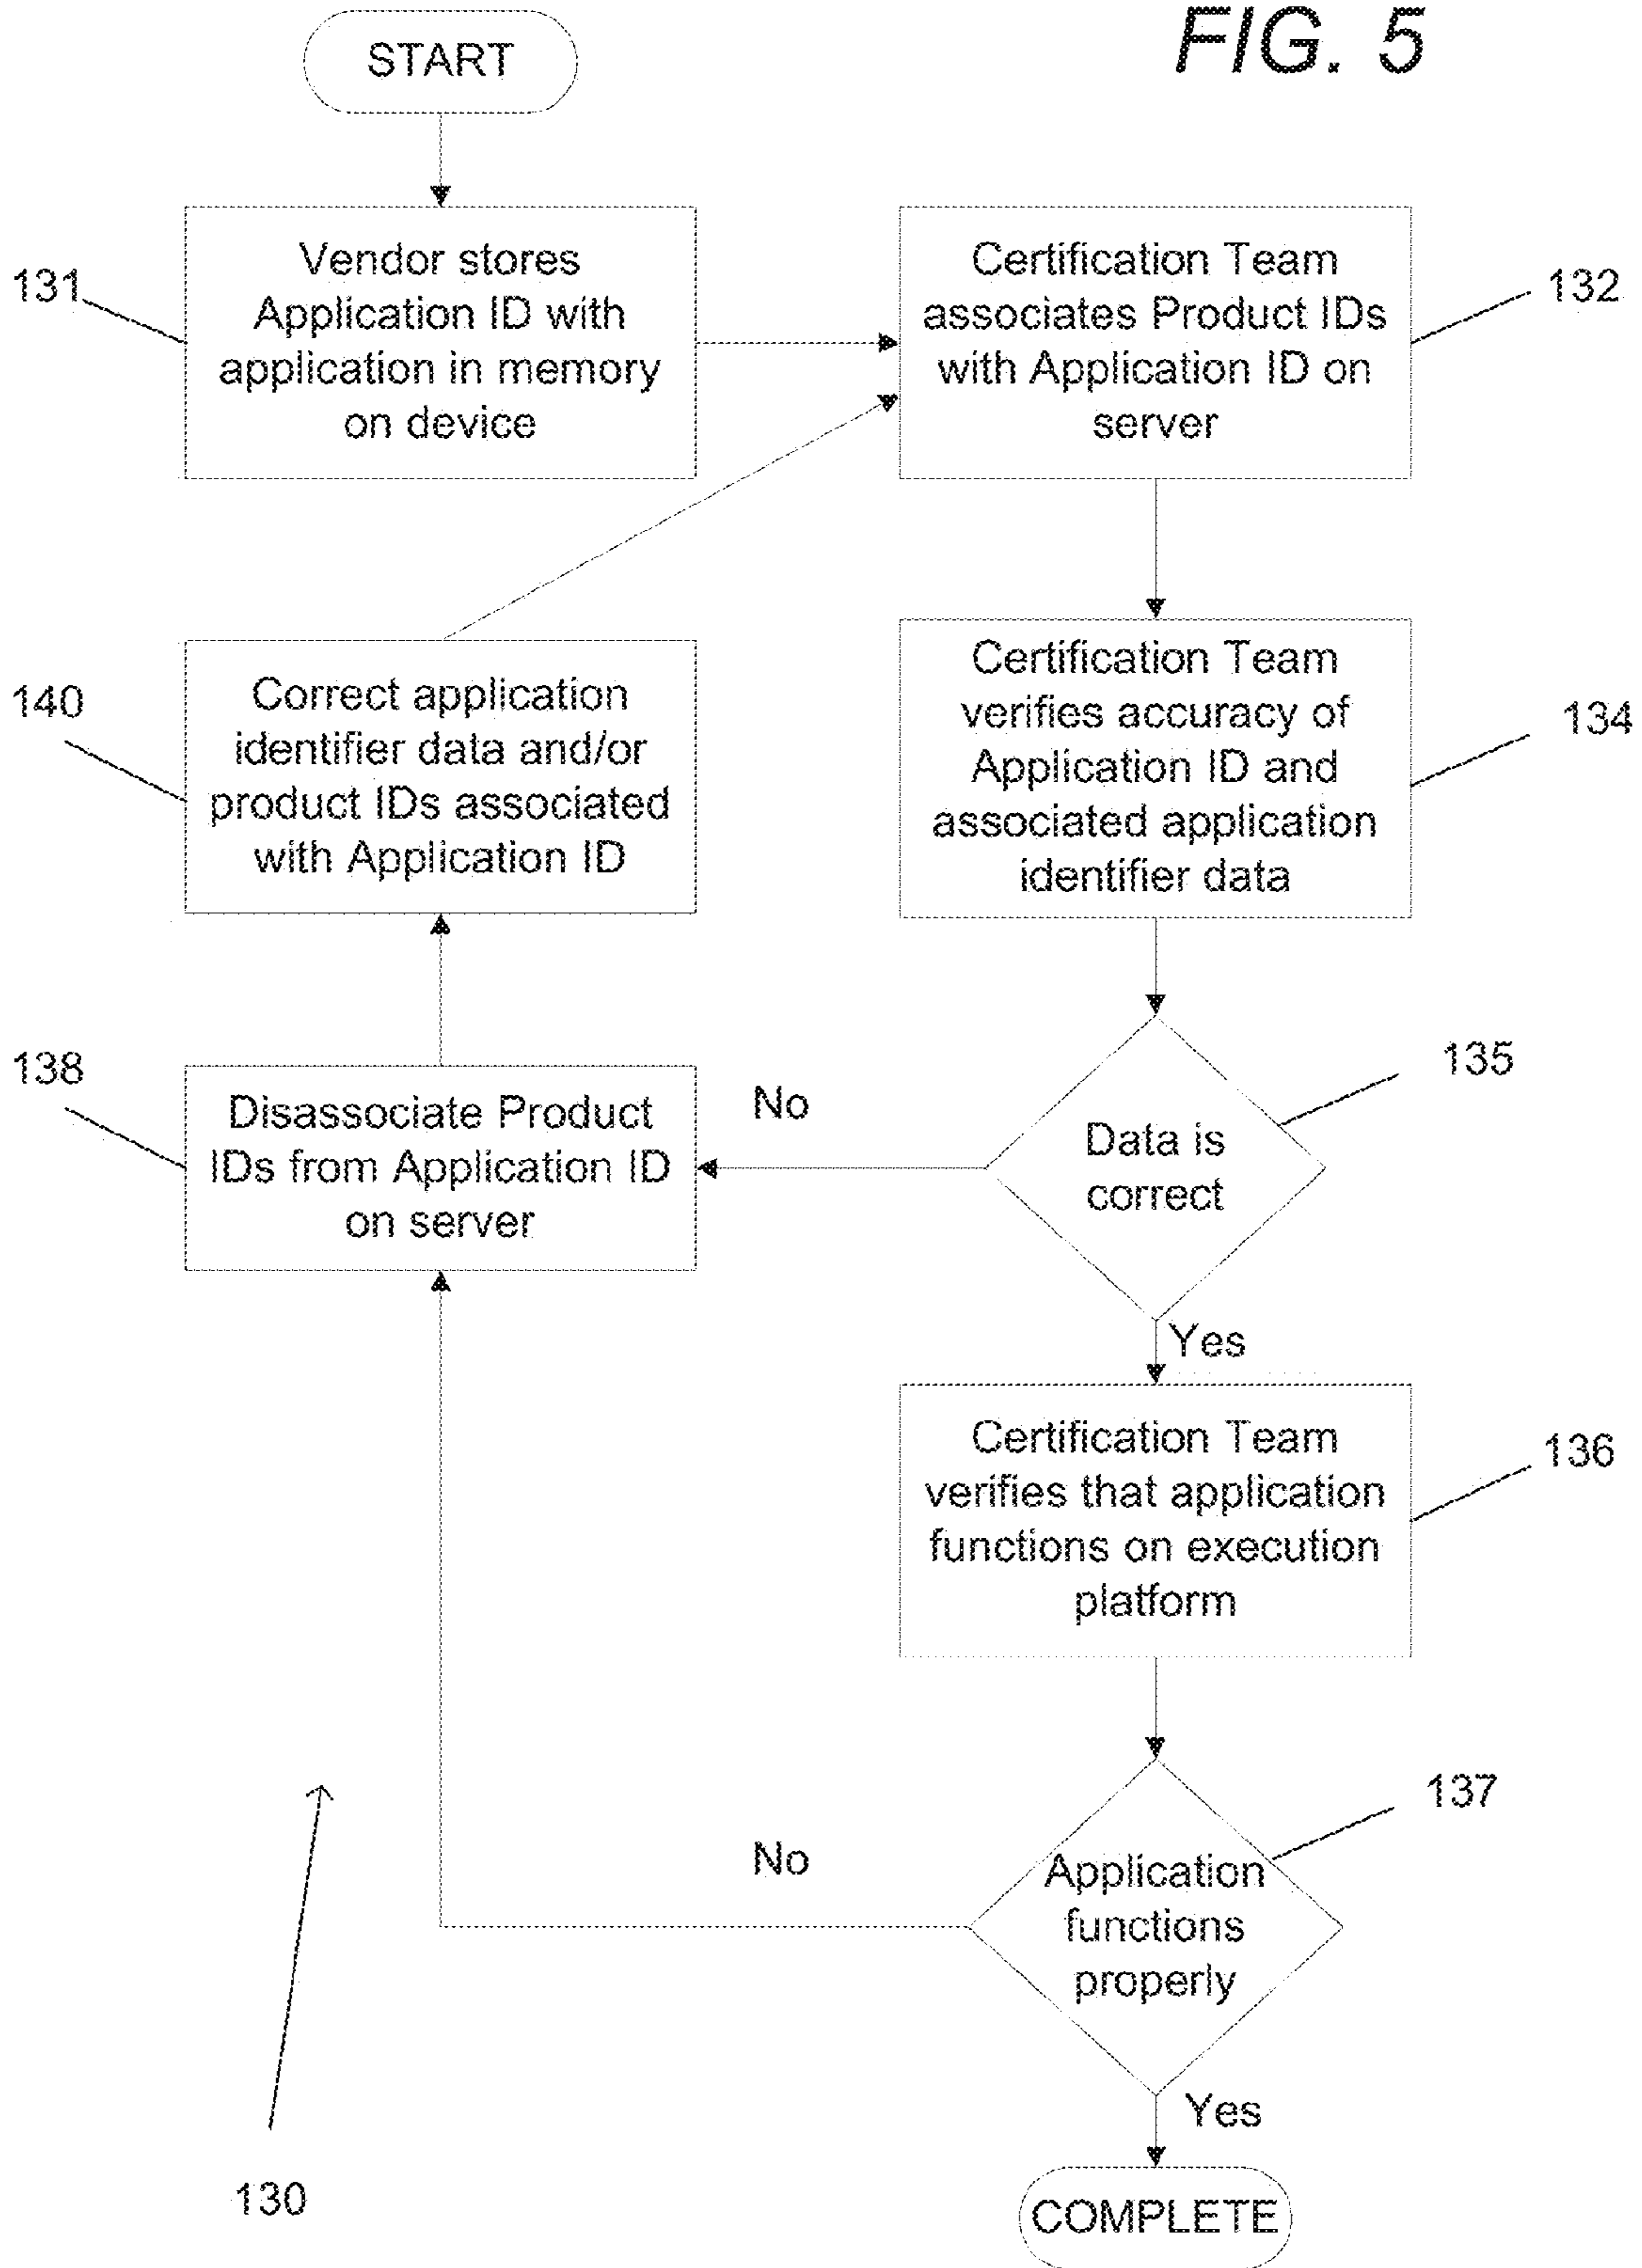 FIG. 5
START
131
Vendor stores
Application ID with
application in memory
on device
Certification Team
associates Product IDs
with Application ID on
server
132
140
Correct application
identifier data and/or
product IDs associated
with Application ID
Certification Team
verifies accuracy of
Application ID and
associated application
identifier data
134
138
Disassociate Product
IDs from Application ID
on server
No
Data is
correct
135
Yes
Certification Team
verifies that application
functions on execution
platform
136
No
Application
functions
properly
137
Yes
130
COMPLETE